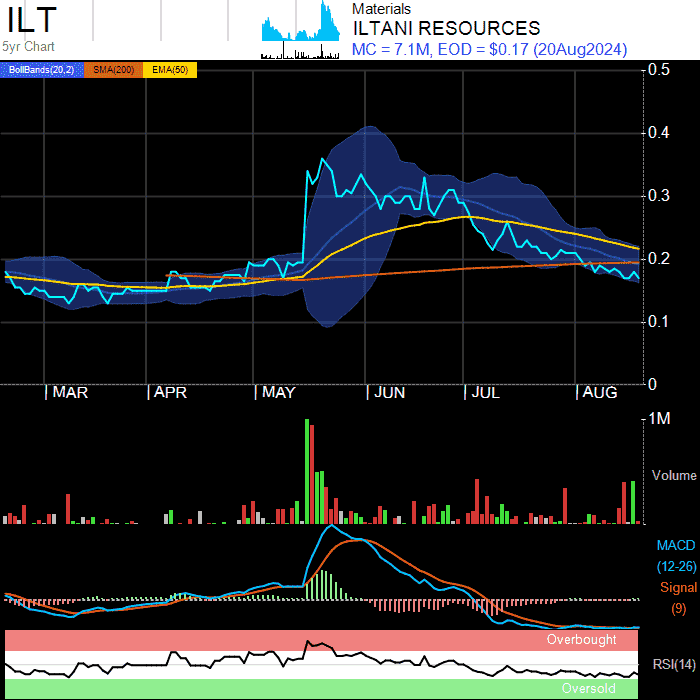 ILT
5yr Chart
Materials
ILTANI RESOURCES
MC = 7.1M, EOD = $0.17 (20Aug2024)
BollBands(20,2) SMA(200) EMA(50)
0.5
0.4
0.3
0.2
0.1
0
MAR APR MAY JUN JUL AUG
1M
Volume
MACD
(12-26)
Signal
(9)
Overbought
RSI(14)
Oversold